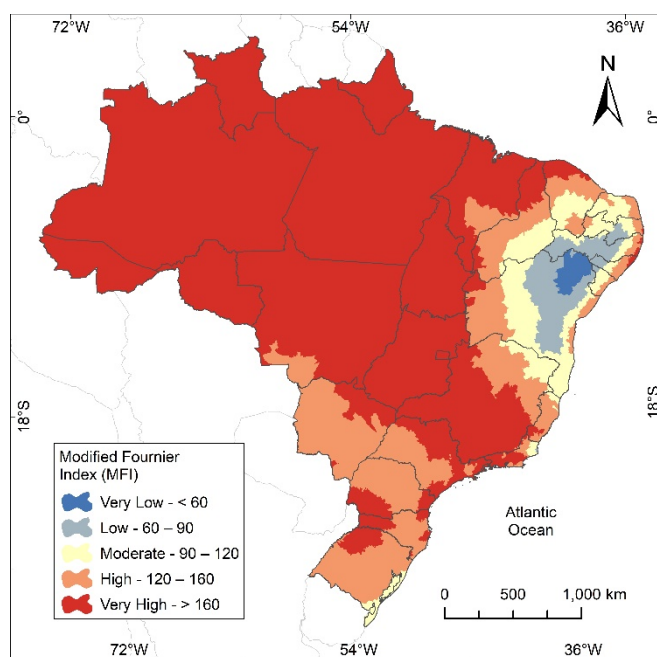 72°W 54°W 36°W
N
0° 0°
18°S 18°S
Modified Fournier
Index (MFI)
Very Low - < 60
Low - 60 – 90
Moderate - 90 – 120
High - 120 – 160
Very High - > 160
Atlantic
Ocean
0 500 1,000 km
72°W 54°W 36°W